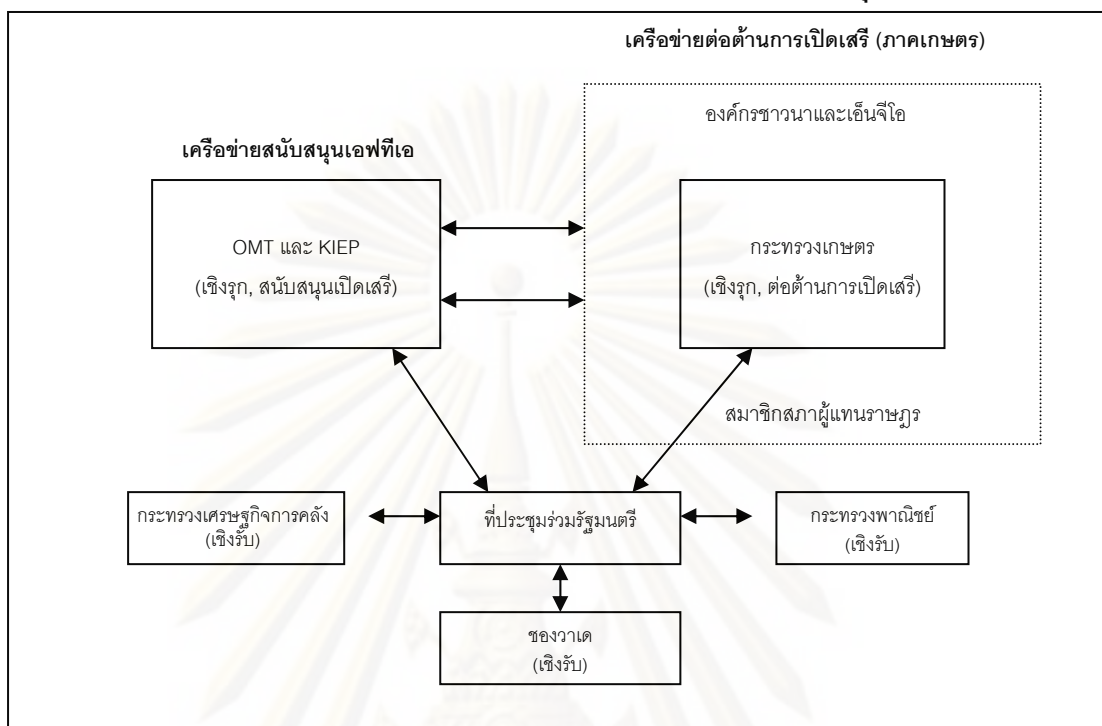 เครือข่ายต่อต้านการเปิดเสรี (ภาคเกษตร)
องค์กรชาวนาและเอ็นจีโอ
เครือข่ายสนับสนุนเอฟทีเอ
OMT และ KIEP
(เชิงรุก, สนับสนุนเปิดเสรี)
กระทรวงเกษตร
(เชิงรุก, ต่อต้านการเปิดเสรี)
สมาชิกสภาผู้แทนราษฎร
กระทรวงเศรษฐกิจการคลัง
(เชิงรับ)
ที่ประชุมร่วมรัฐมนตรี
กระทรวงพาณิชย์
(เชิงรับ)
ชองวาเด
(เชิงรับ)